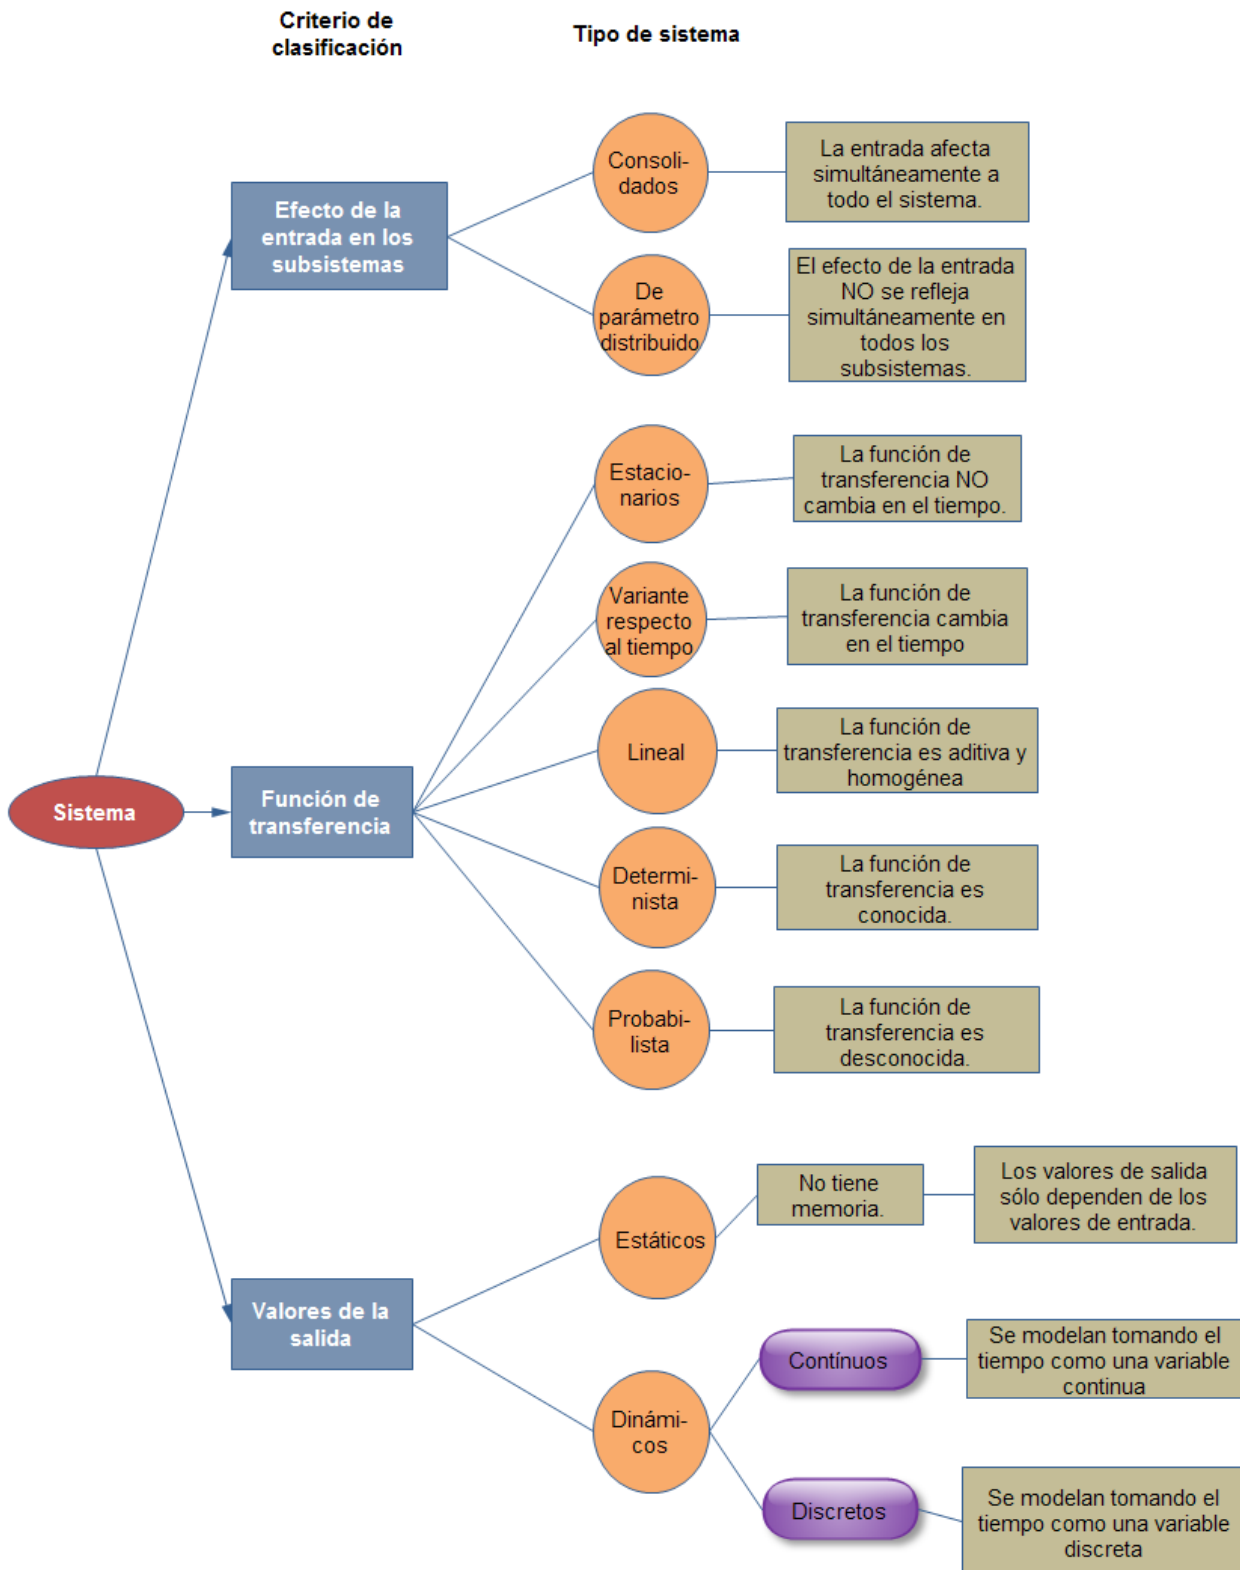 Criterio de
clasificación
Tipo de sistema
Consoli-
dados
La entrada afecta
simultáneamente a
todo el sistema.
Efecto de la
entrada en los
subsistemas
De
parámetro
distribuido
El efecto de la entrada
NO se refleja
simultáneamente en
todos los
subsistemas.
Estacio-
narios
La función de
transferencia NO
cambia en el tiempo.
Variante
respecto
al tiempo
La función de
transferencia cambia
en el tiempo
Lineal
La función de
transferencia es aditiva y
homogénea
Sistema
Función de
transferencia
Determi-
nista
La función de
transferencia es
conocida.
Probabi-
lista
La función de
transferencia es
desconocida.
Estáticos
No tiene
memoria.
Los valores de salida
sólo dependen de los
valores de entrada.
Valores de la
salida
Contínuos
Se modelan tomando el
tiempo como una variable
continua
Dinámi-
cos
Discretos
Se modelan tomando el
tiempo como una variable
discreta